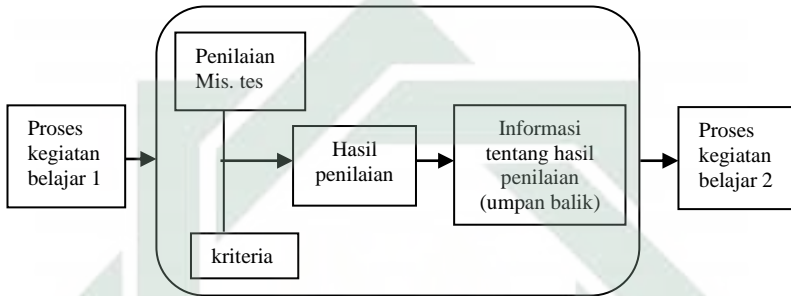 Proses
kegiatan
belajar 1
Penilaian
Mis. tes
kriteria
Hasil
penilaian
Informasi
tentang hasil
penilaian
(umpan balik)
Proses
kegiatan
belajar 2